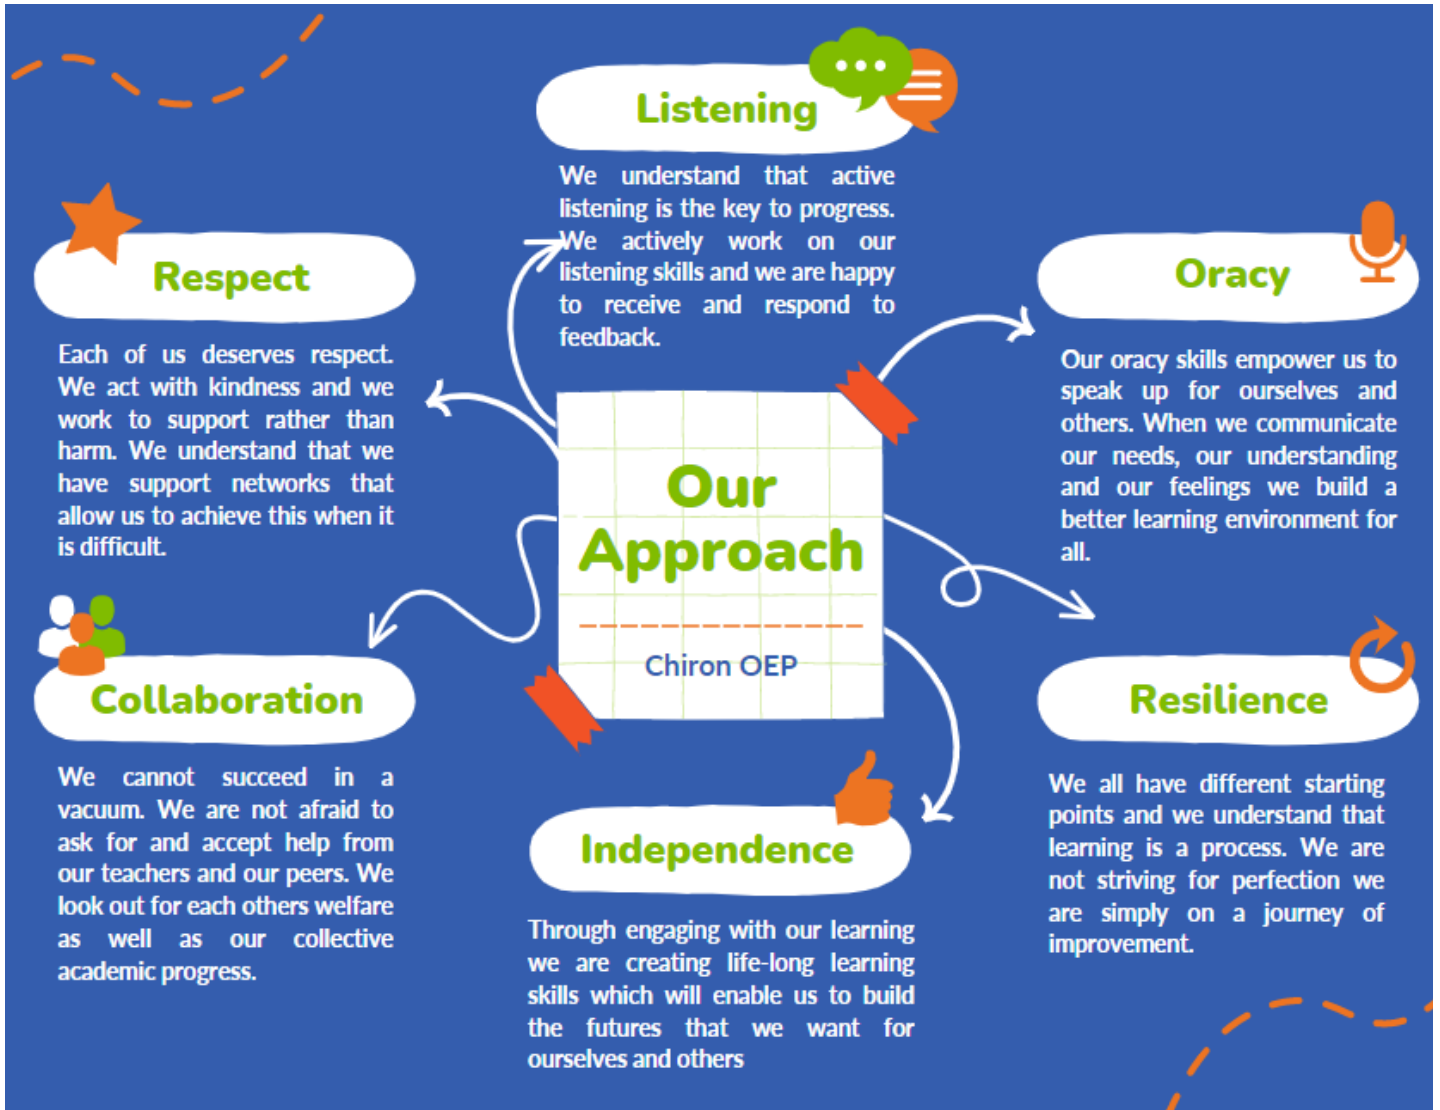 Listening
We understand that active
listening is the key to progress.
We actively work on our
listening skills and we are happy
to receive and respond to
feedback.
Respect
Each of us deserves respect.
We act with kindness and we
work to support rather than
harm. We understand that we
have support networks that
allow us to achieve this when it
is difficult.
Oracy
Our oracy skills empower us to
speak up for ourselves and
others. When we communicate
our needs, our understanding
and our feelings we build a
better learning environment for
all.
Our
Approach
Chiron OEP
Collaboration
We cannot succeed in a
vacuum. We are not afraid to
ask for and accept help from
our teachers and our peers. We
look out for each others welfare
as well as our collective
academic progress.
Independence
Through engaging with our learning
we are creating life-long learning
skills which will enable us to build
the futures that we want for
ourselves and others
Resilience
We all have different starting
points and we understand that
learning is a process. We are
not striving for perfection we
are simply on a journey of
improvement.